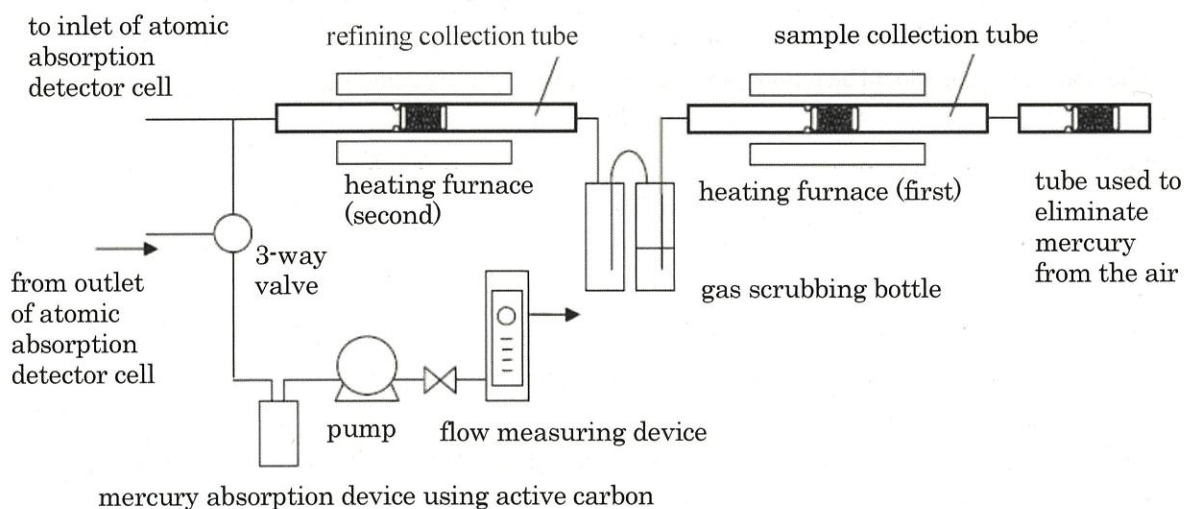 to inlet of atomic
absorption
detector cell
refining collection tube
sample collection tube
heating furnace
(second)
heating furnace (first)
tube used to
eliminate
mercury
from the air
3-way
valve
gas scrubbing bottle
from outlet
of atomic
absorption
detector cell
pump
flow measuring device
mercury absorption device using active carbon